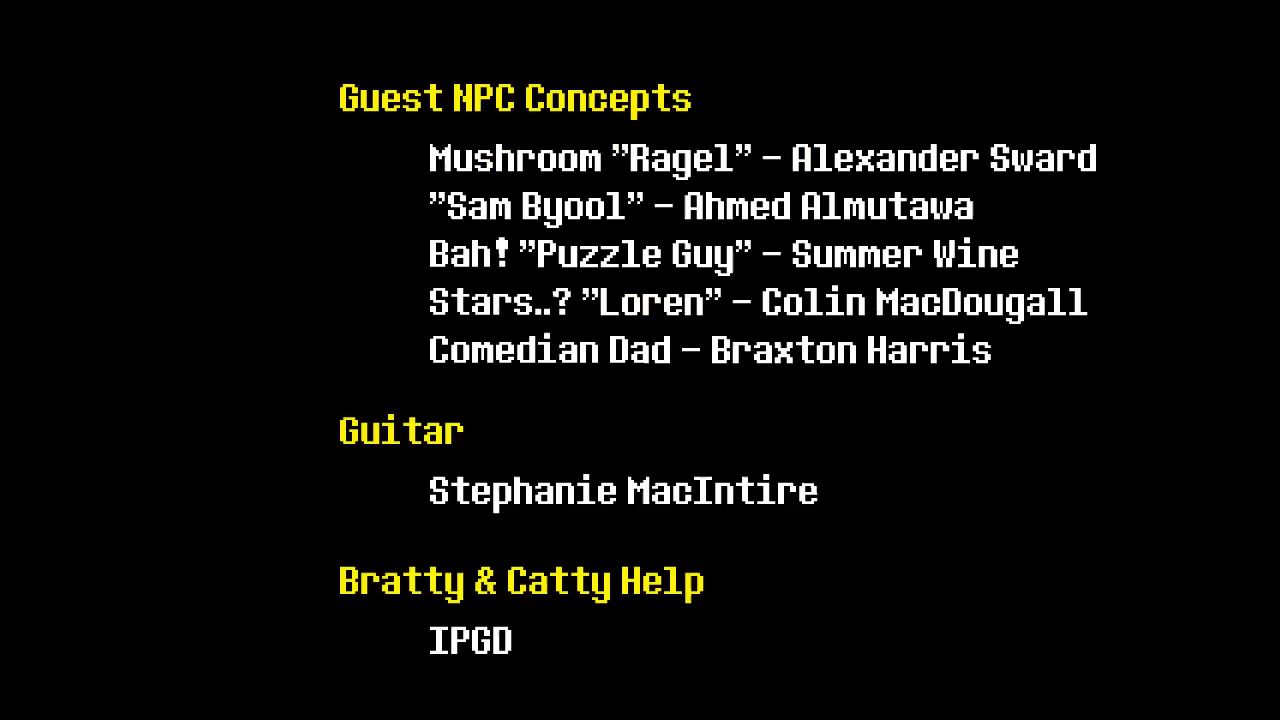 Guest NPC Concepts
Mushroom ”Ragel” – Alexander Sward
”Sam Byool” – Ahmed Almutawa
Bah! ”Puzzle Guy” – Summer Wine
Stars..? ”Loren” – Colin MacDougall
Comedian Dad – Braxton Harris
Guitar
Stephanie MacIntire
Bratty & Catty Help
IPGD